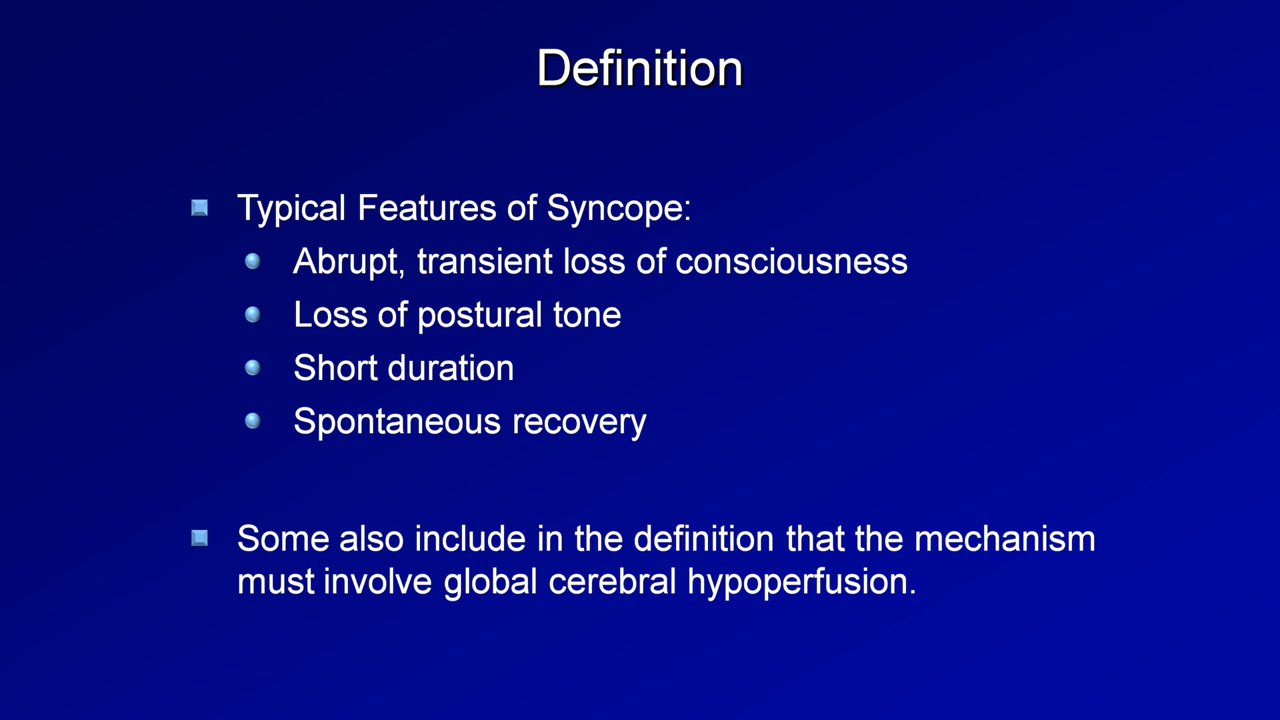 Definition
Typical Features of Syncope:
Abrupt, transient loss of consciousness
Loss of postural tone
Short duration
Spontaneous recovery
Some also include in the definition that the mechanism
must involve global cerebral hypoperfusion.